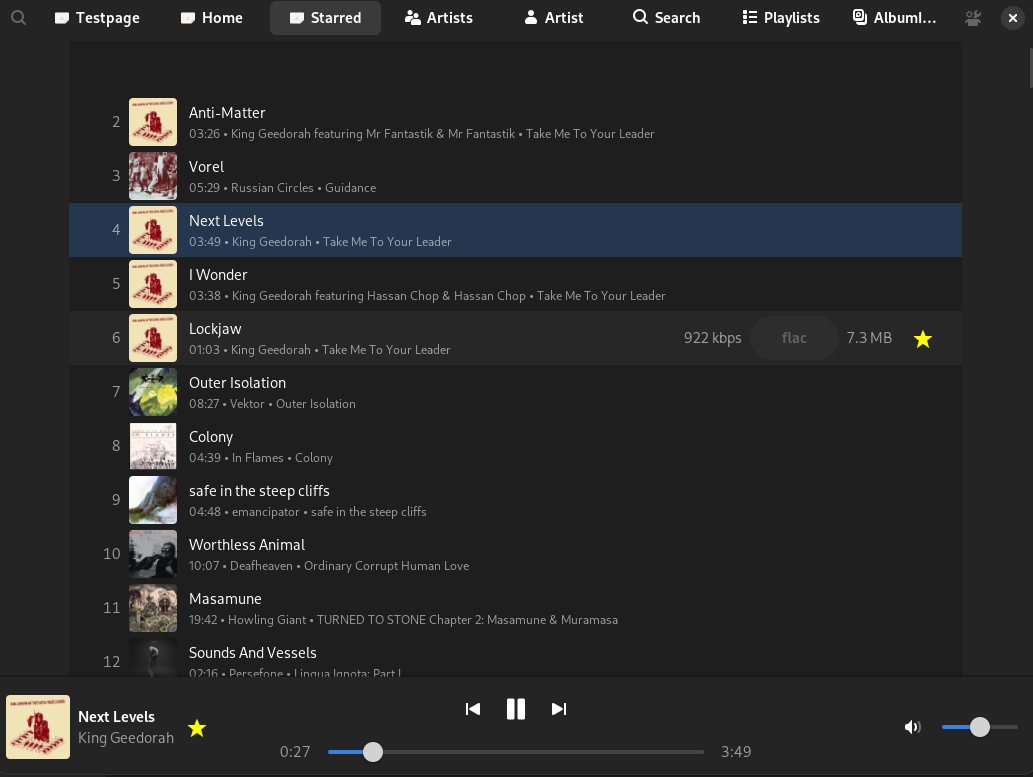 Testpage Home Starred Artists Artist Search Playlists AlbumI...
2 Anti-Matter
03:26 • King Geedorah featuring Mr Fantastik & Mr Fantastik • Take Me To Your Leader
3 Vorel
05:29 • Russian Circles • Guidance
4 Next Levels
03:49 • King Geedorah • Take Me To Your Leader
5 I Wonder
03:38 • King Geedorah featuring Hassan Chop & Hassan Chop • Take Me To Your Leader
6 Lockjaw 922 kbps flac 7.3 MB
01:03 • King Geedorah • Take Me To Your Leader
7 Outer Isolation
08:27 • Vektor • Outer Isolation
8 Colony
04:39 • In Flames • Colony
9 safe in the steep cliffs
04:48 • emancipator • safe in the steep cliffs
10 Worthless Animal
10:07 • Deafheaven • Ordinary Corrupt Human Love
11 Masamune
19:42 • Howling Giant • TURNED TO STONE Chapter 2: Masamune & Muramasa
12 Sounds And Vessels
02:16 • Persefone • Lingua Ignota: Part I
Next Levels
King Geedorah
0:27 3:49